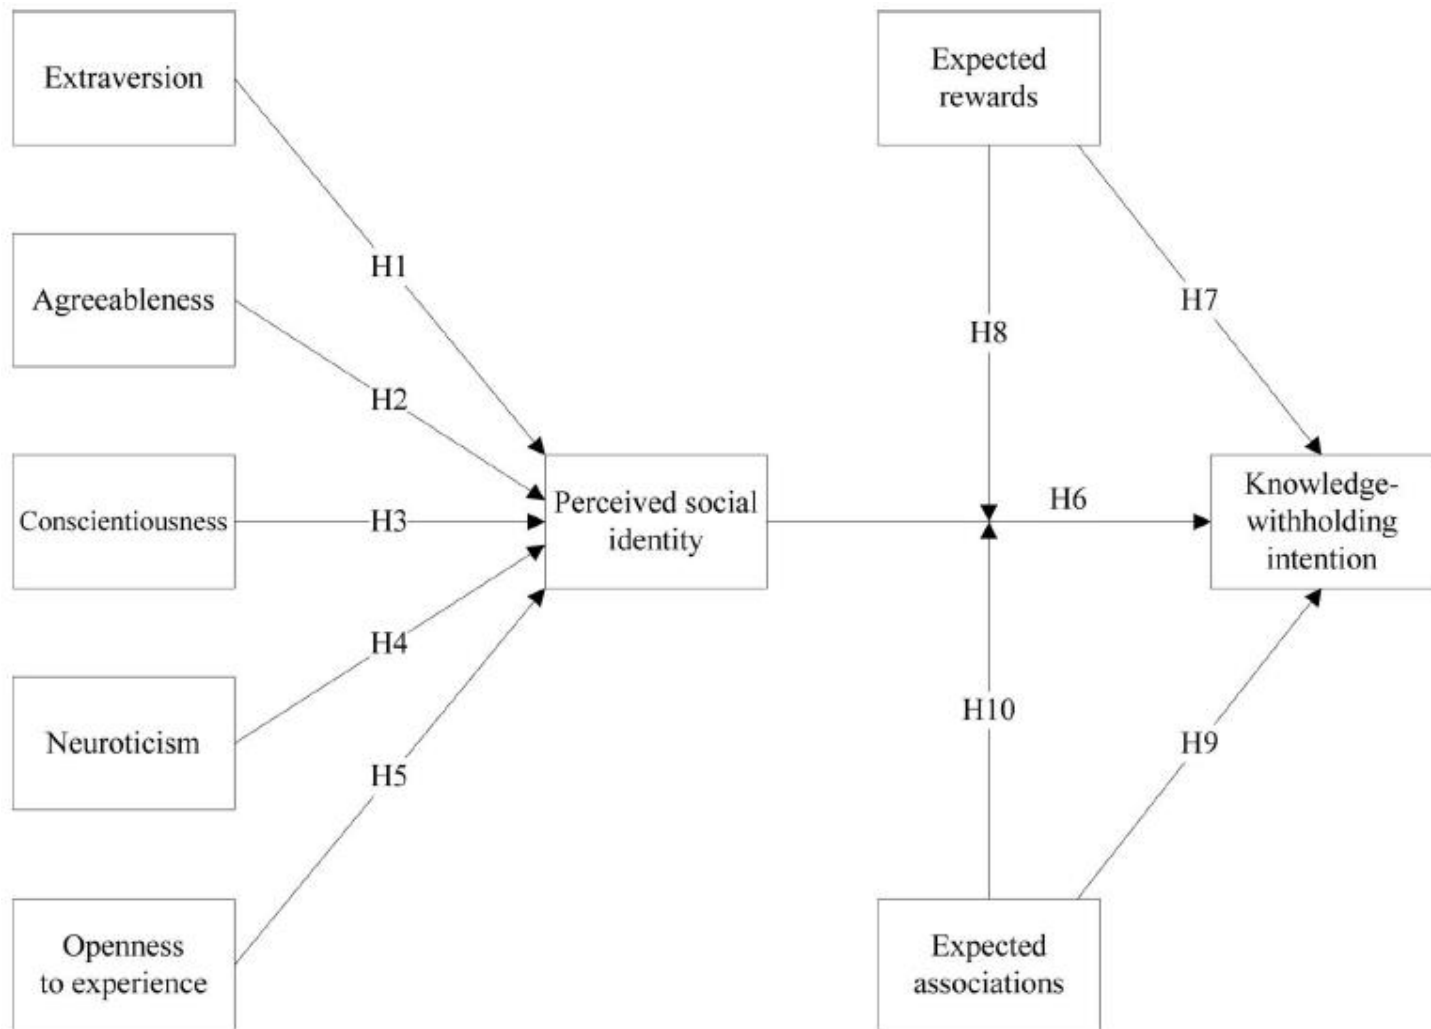 Extraversion
Expected
rewards
H1
Agreeableness
H7
H8
H2
Conscientiousness
H3
Perceived social
identity
H6
Knowledge-
withholding
intention
H4
Neuroticism
H10
H9
H5
Openness
to experience
Expected
associations